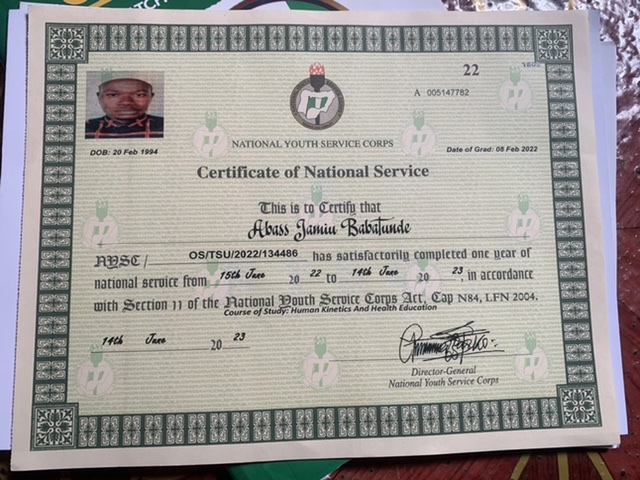 22
A 005147782
NATIONAL YOUTH SERVICE CORPS
DOB: 20 Feb 1994
Date of Grad: 08 Feb 2022
Certificate of National Service
This is to Certify that
Abass Jamiu Babatunde
NYSC/ OS/TSU/2022/134486 has satisfactorily completed one year of
national service from 15th June 20 22 to 14th June 20 23, in accordance
with Section 11 of the National Youth Service Corps Act, Cap N84, LFN 2004.
Course of Study: Human Kinetics And Health Education
14th June 20 23
Director-General
National Youth Service Corps